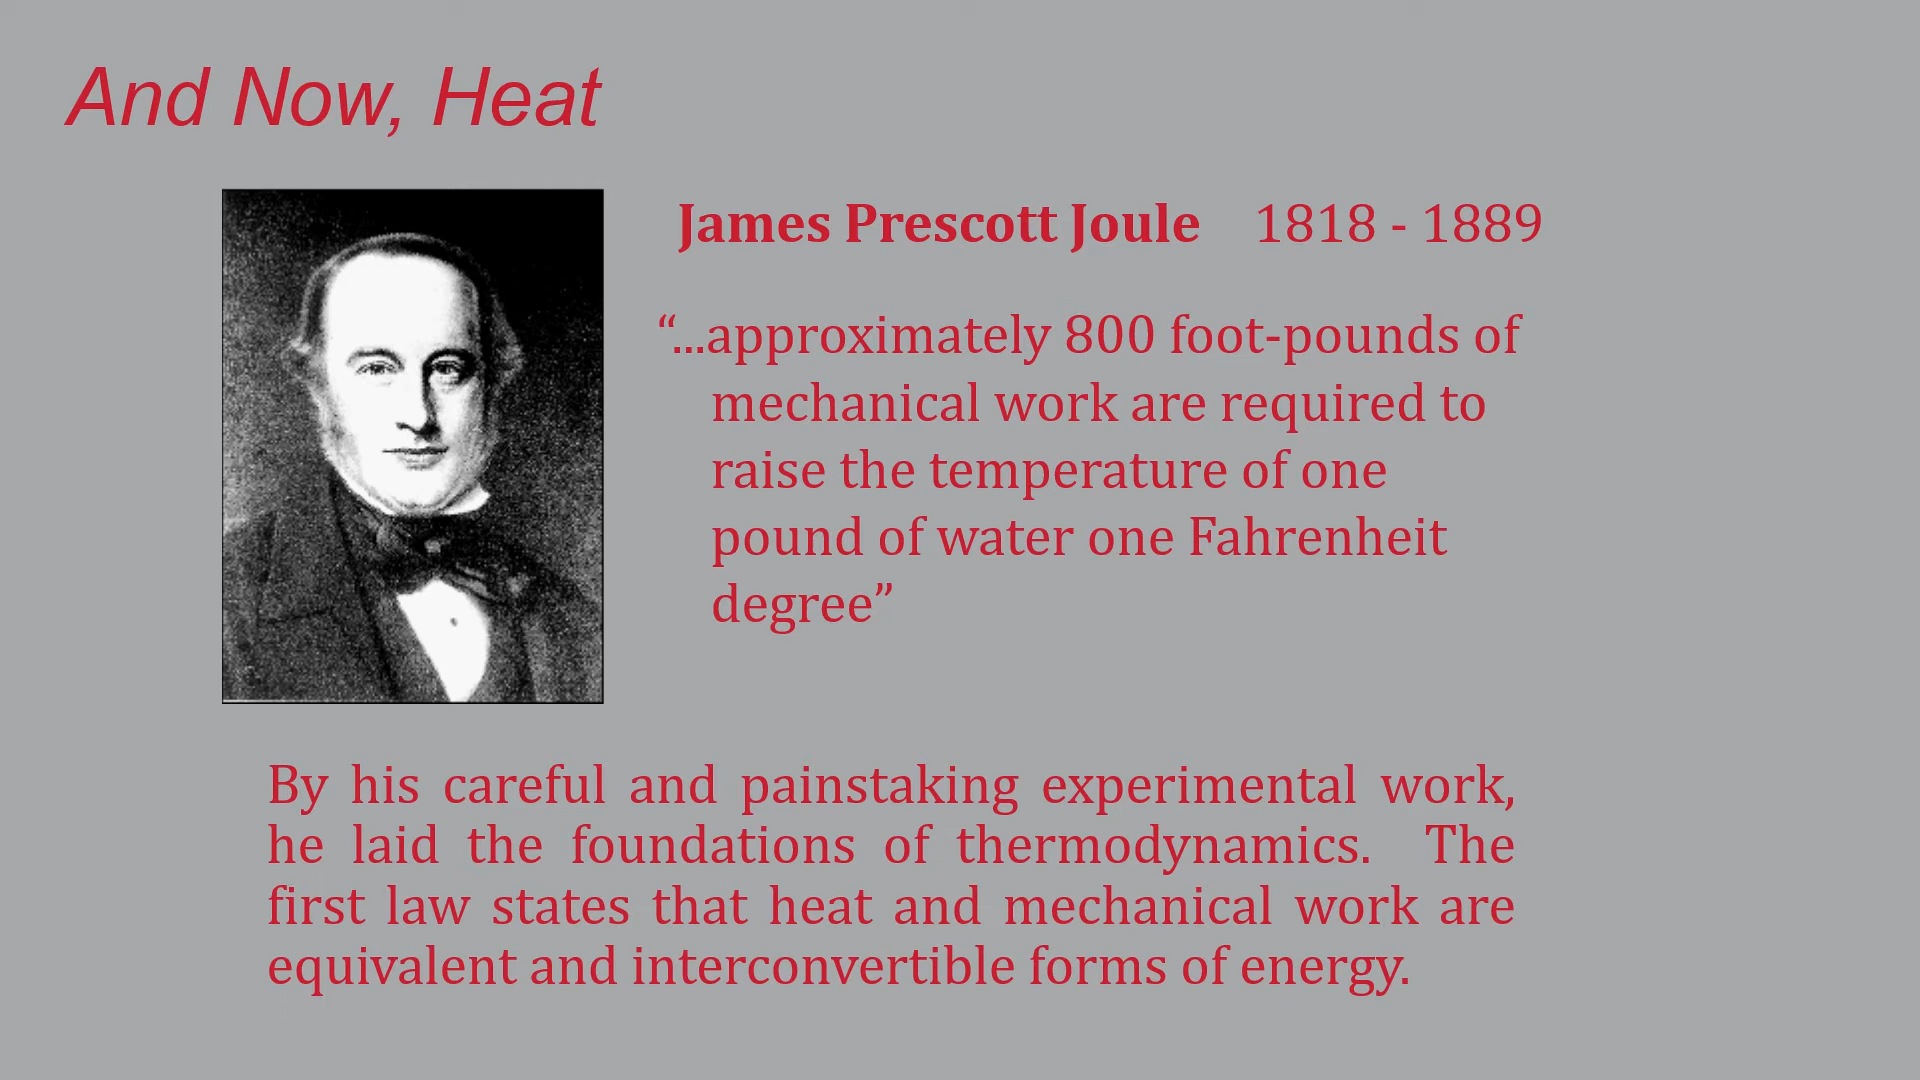 And Now, Heat
James Prescott Joule 1818 - 1889
“...approximately 800 foot-pounds of
mechanical work are required to
raise the temperature of one
pound of water one Fahrenheit
degree”
By his careful and painstaking experimental work,
he laid the foundations of thermodynamics. The
first law states that heat and mechanical work are
equivalent and interconvertible forms of energy.